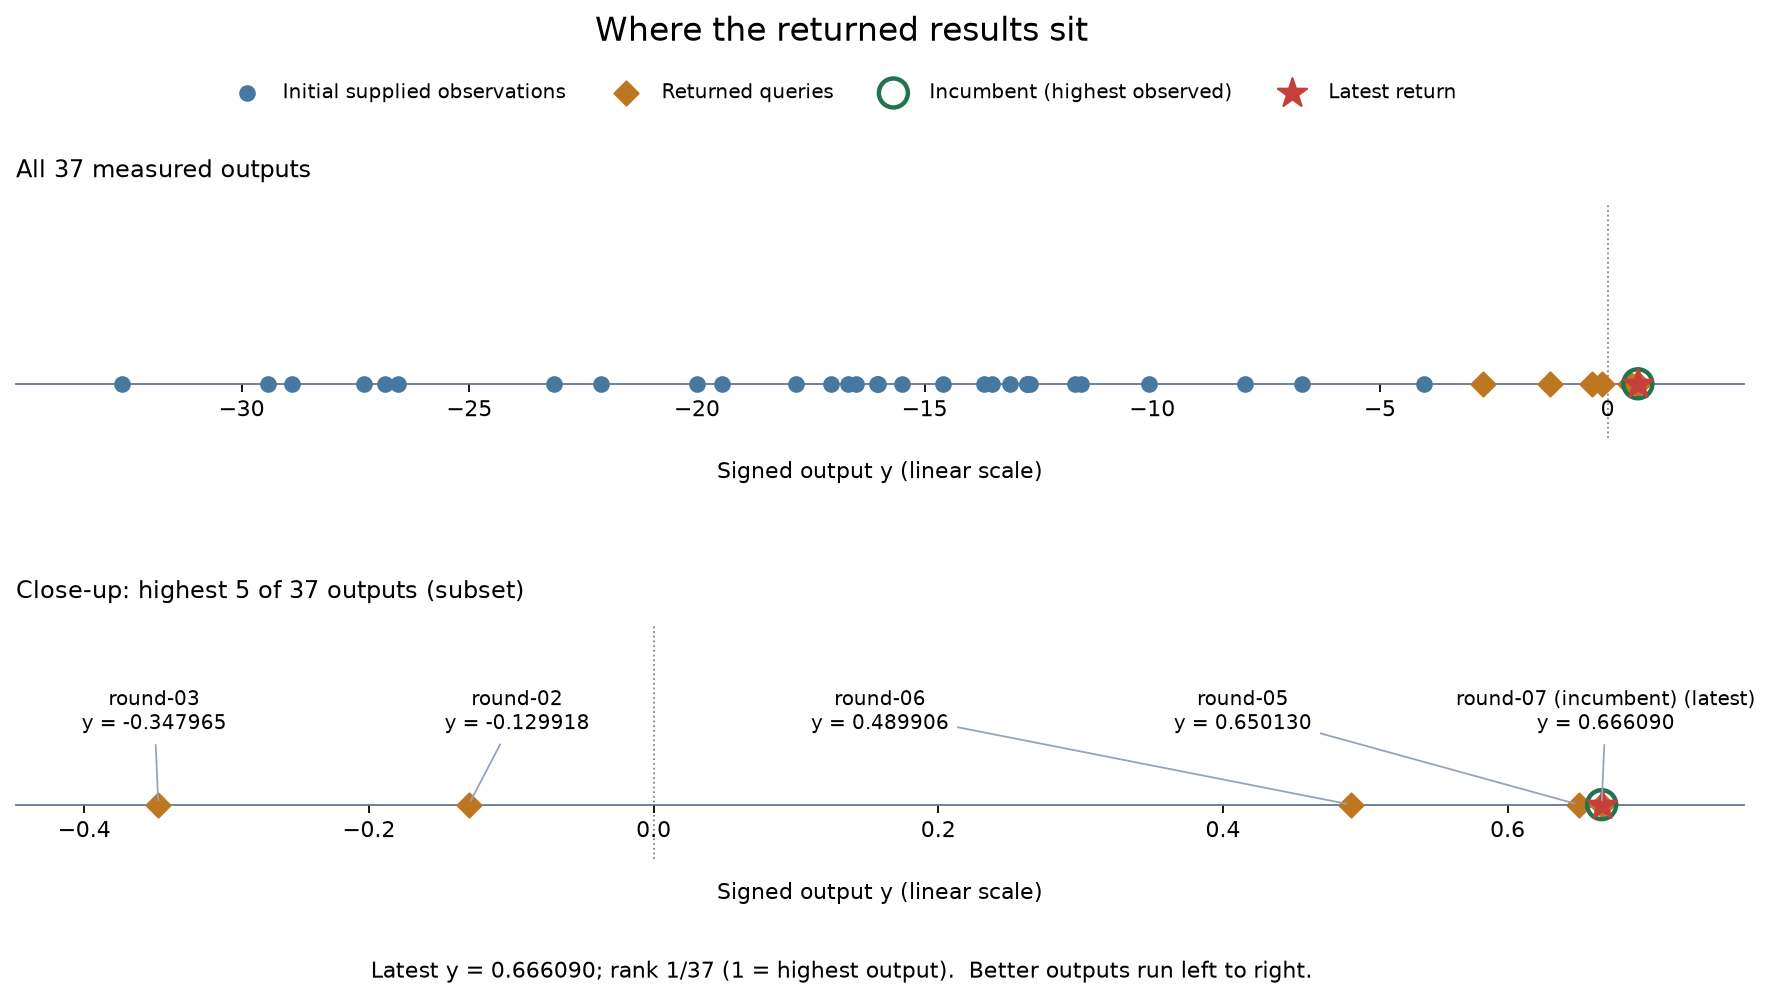 Where the returned results sit
Initial supplied observations
Returned queries
Incumbent (highest observed)
Latest return
All 37 measured outputs
−30
−25
−20
−15
−10
−5
0
Signed output y (linear scale)
Close-up: highest 5 of 37 outputs (subset)
round-03
y = -0.347965
round-02
y = -0.129918
round-06
y = 0.489906
round-05
y = 0.650130
round-07 (incumbent) (latest)
y = 0.666090
−0.4
−0.2
0.0
0.2
0.4
0.6
Signed output y (linear scale)
Latest y = 0.666090; rank 1/37 (1 = highest output).  Better outputs run left to right.